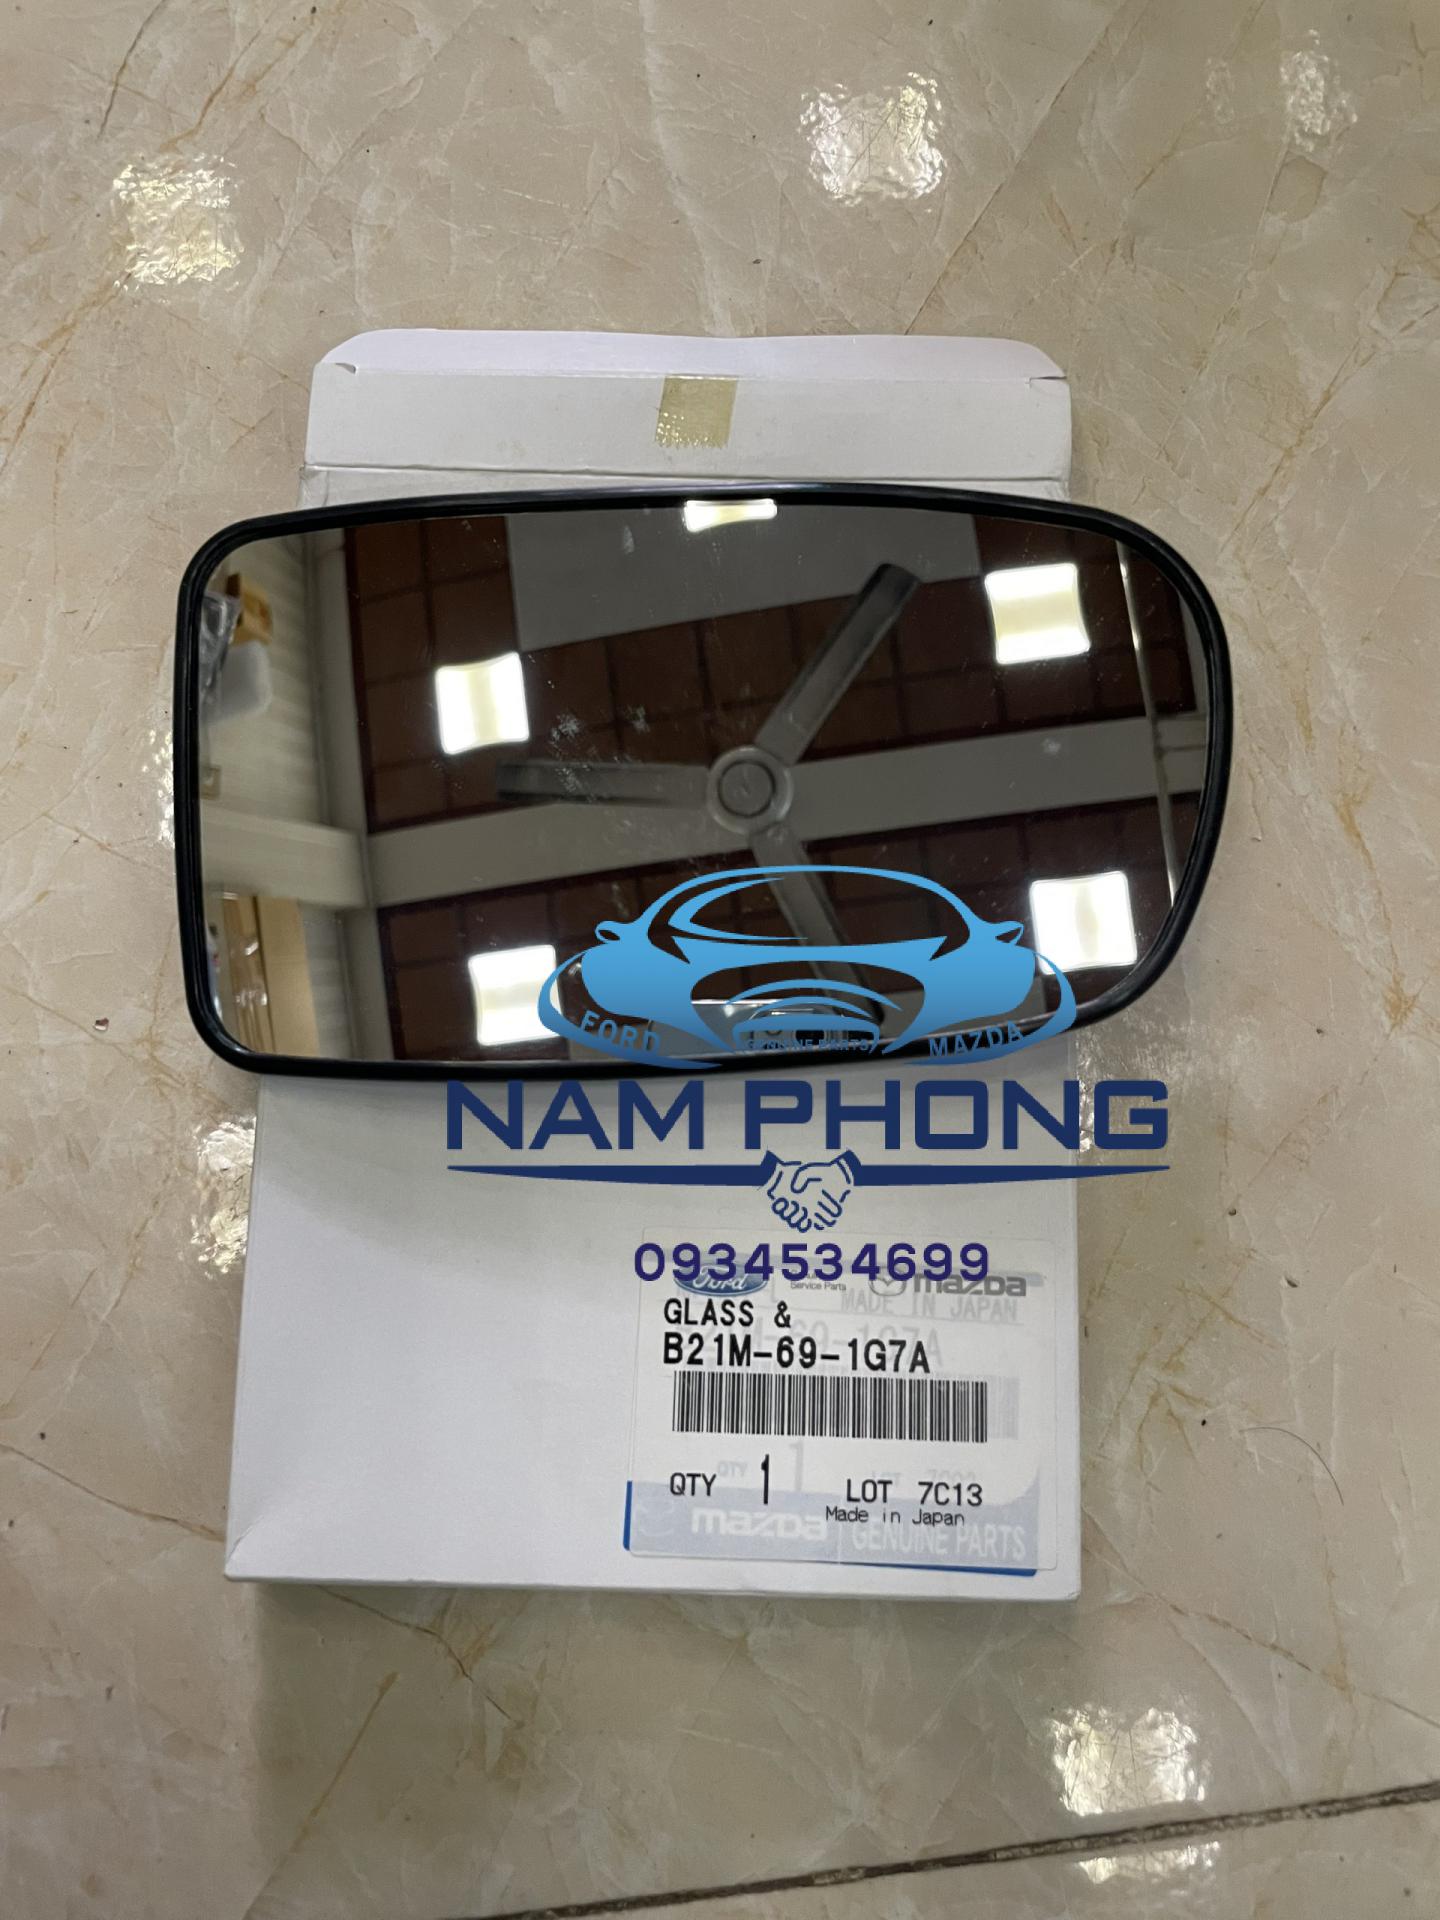 FORD
GENUINE PARTS
MAZDA
NAM PHONG
0934534699
Ford
Service Parts
mazda
MADE IN JAPAN
GLASS &
B21M-69-1G7A
QTY 1 LOT 7C13
Made in Japan
mazda GENUINE PARTS